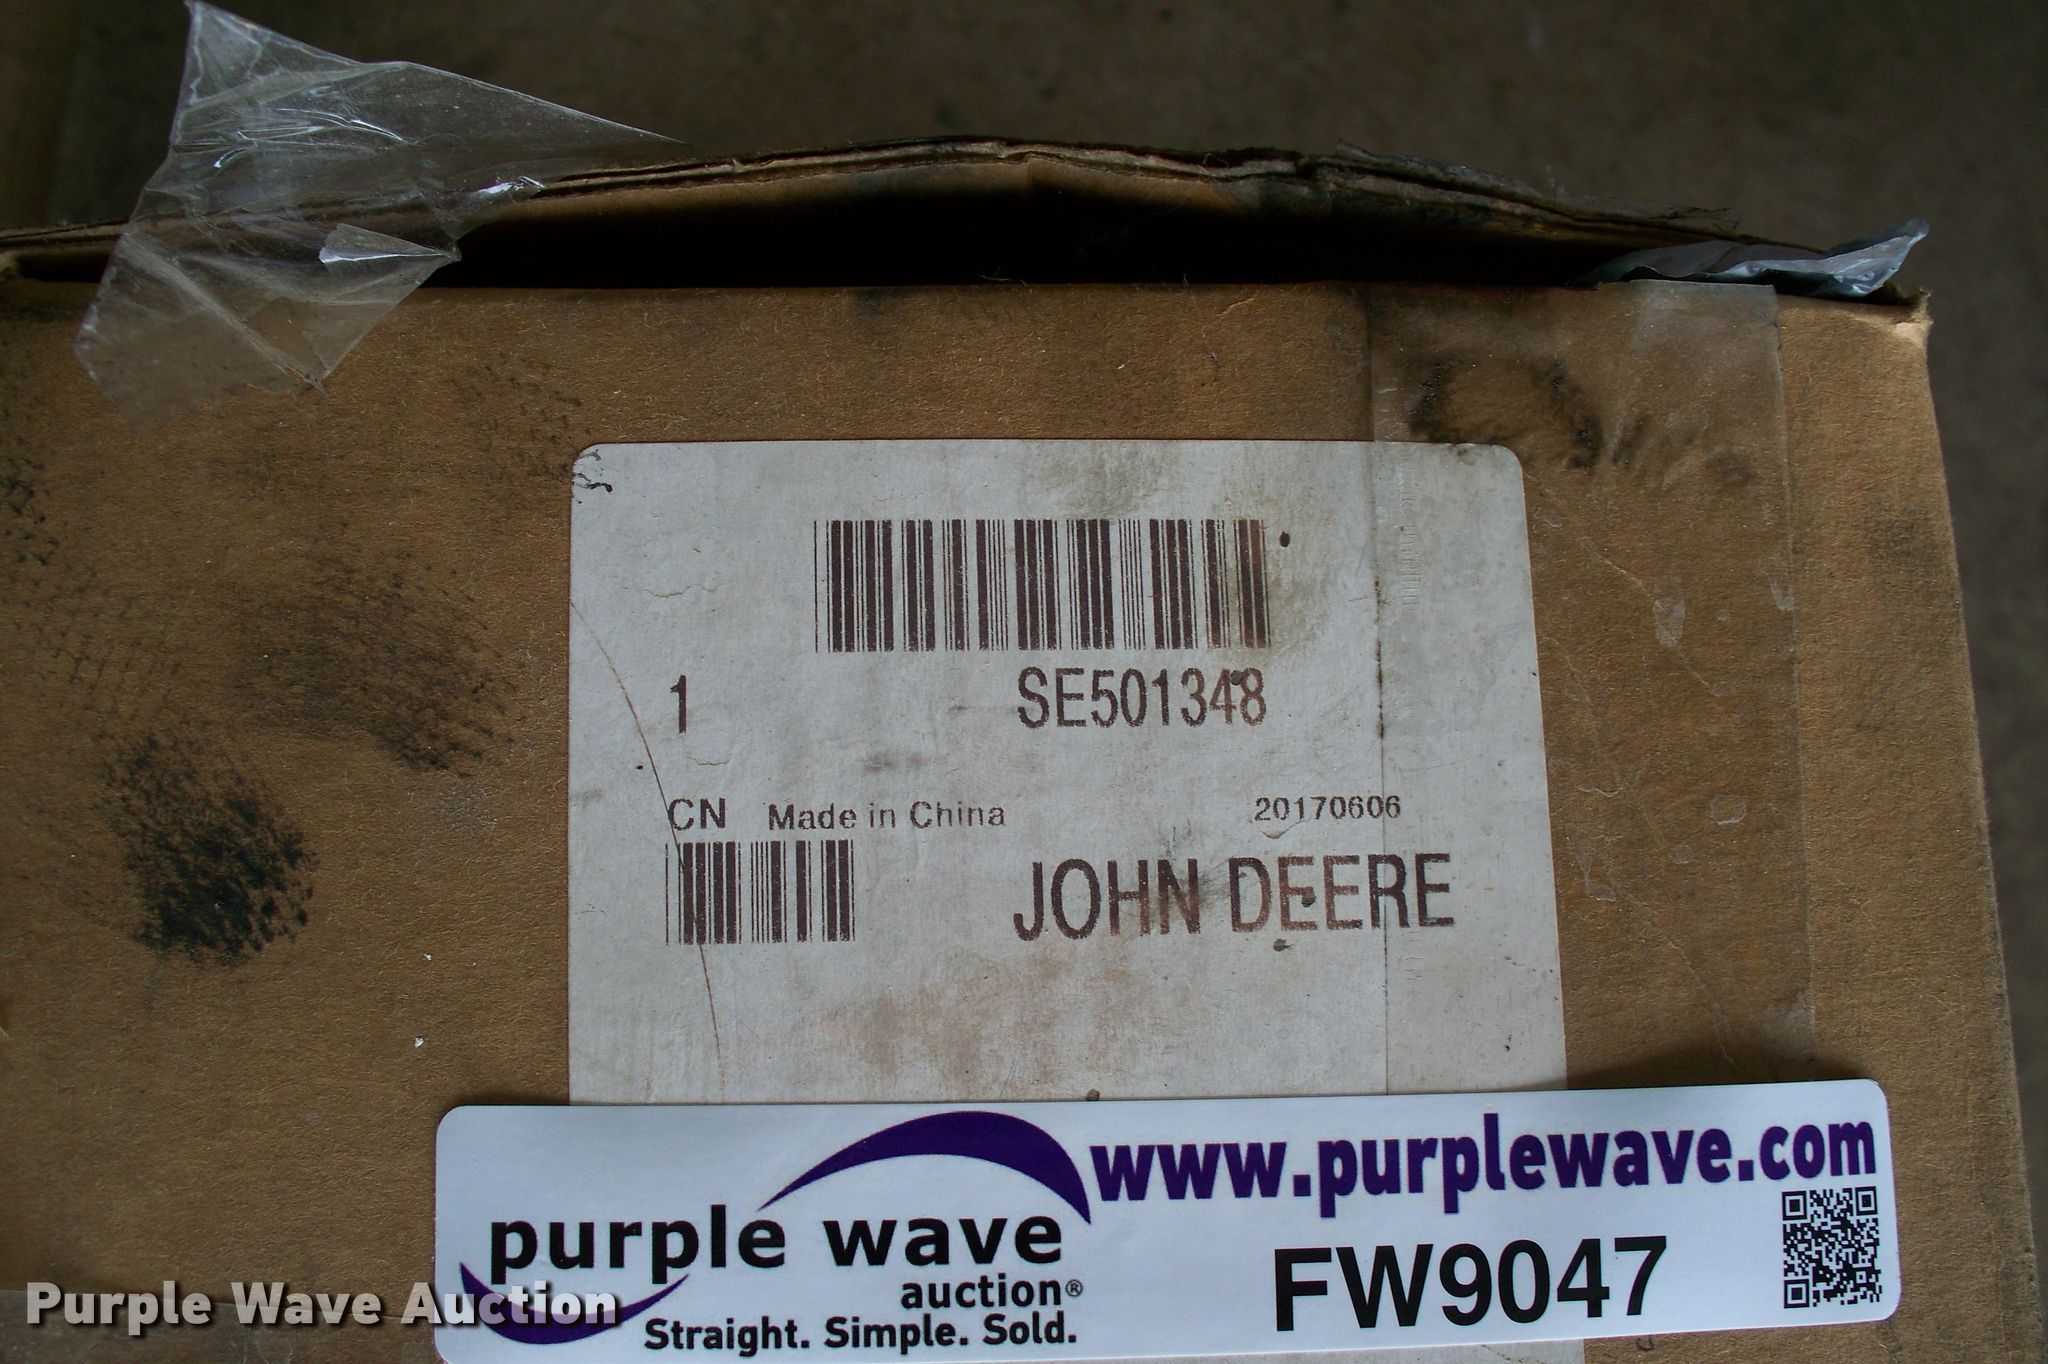 1 SE501348
CN Made in China 20170606
JOHN DEERE
www.purplewave.com
purple wave
auction®
Straight. Simple. Sold.
FW9047
Purple Wave Auction